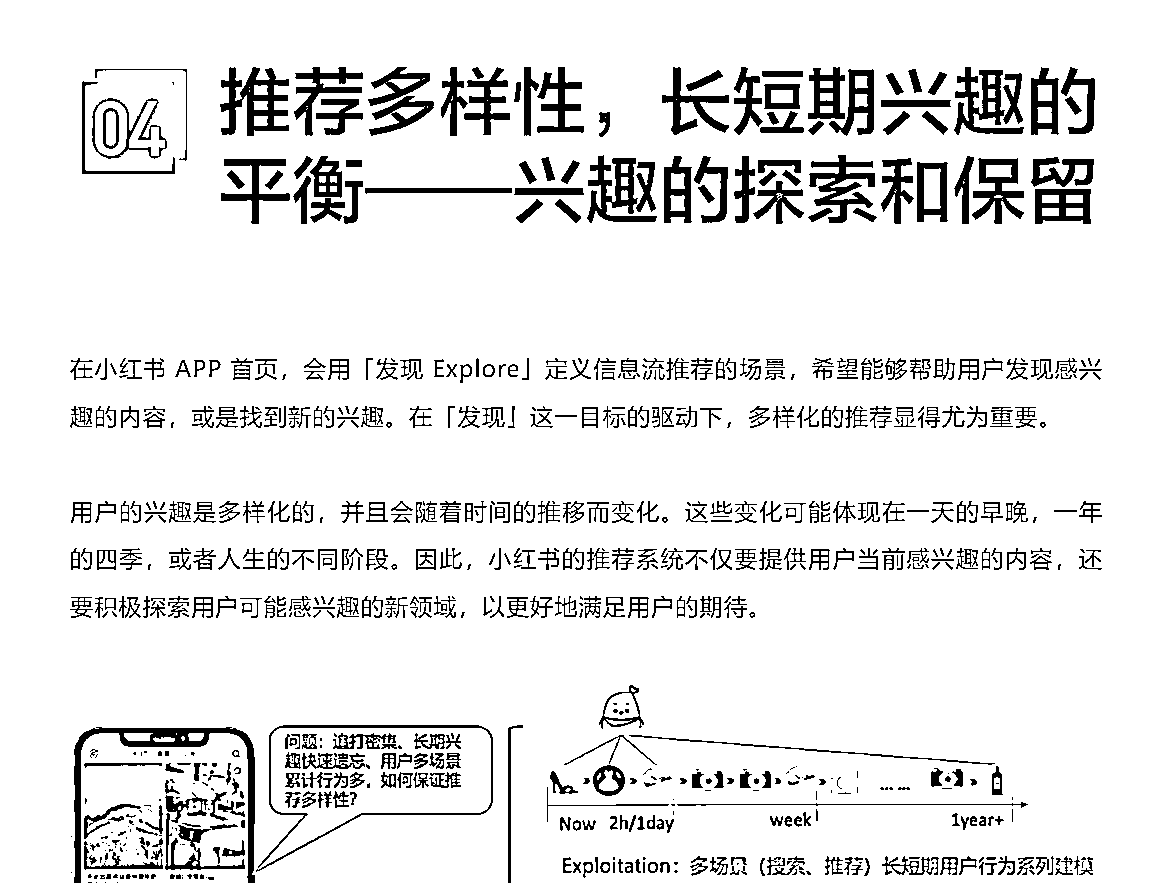 04
推荐多样性，长短期兴趣的
平衡——兴趣的探索和保留
在小红书 APP 首页，会用「发现 Explore」定义信息流推荐的场景，希望能够帮助用户发现感兴
趣的内容，或是找到新的兴趣。在「发现」这一目标的驱动下，多样化的推荐显得尤为重要。
用户的兴趣是多样化的，并且会随着时间的推移而变化。这些变化可能体现在一天的早晚，一年
的四季，或者人生的不同阶段。因此，小红书的推荐系统不仅要提供用户当前感兴趣的内容，还
要积极探索用户可能感兴趣的新领域，以更好地满足用户的期待。
问题：追打密集、长期兴
趣快速遗忘、用户多场景
累计行为多，如何保证推
荐多样性？
... ...
Now 2h/1day week 1year+
Exploitation：多场景（搜索、推荐）长短期用户行为系列建模